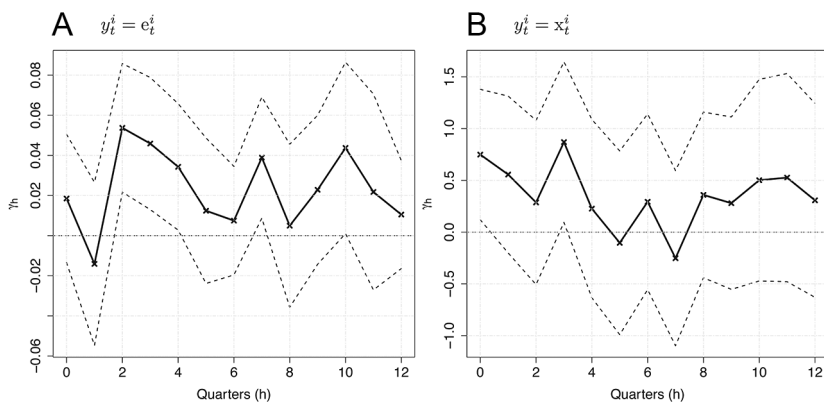 A y_t^i = e_t^i
γ_h
0.08
0.06
0.04
0.02
−0.02
−0.06
0 2 4 6 8 10 12
Quarters (h)
B y_t^i = x_t^i
γ_h
1.5
1.0
0.5
0.0
−0.5
−1.0
0 2 4 6 8 10 12
Quarters (h)